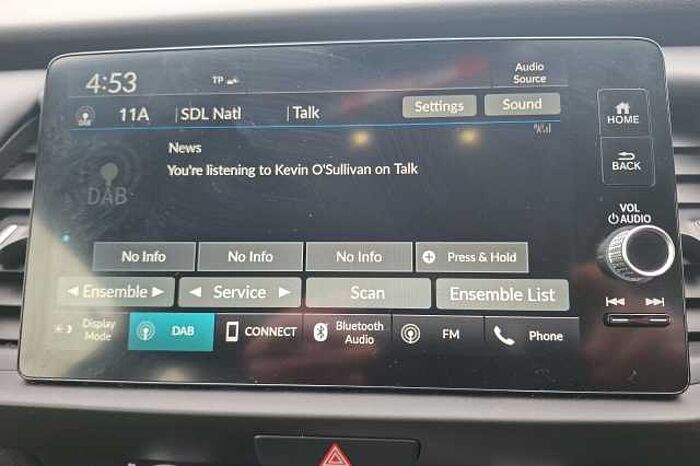 4:53 TP Audio
Source
DAB 11A SDL Natl Talk Settings Sound
HOME
News
You're listening to Kevin O'Sullivan on Talk
DAB
BACK
VOL
AUDIO
No Info No Info No Info + Press & Hold
◀ Ensemble ▶ ◀ Service ▶ Scan Ensemble List
Display
Mode DAB CONNECT Bluetooth
Audio FM Phone